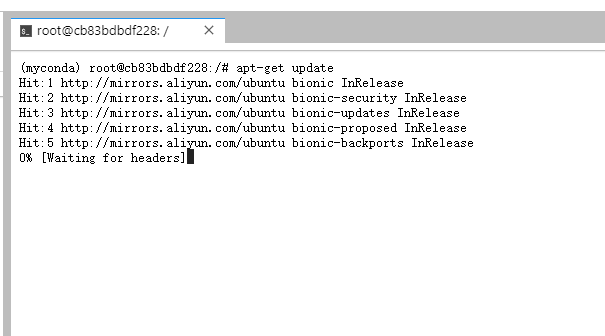 root@cb83bdbdf228: /
(myconda) root@cb83bdbdf228:/# apt-get update
Hit:1 http://mirrors.aliyun.com/ubuntu bionic InRelease
Hit:2 http://mirrors.aliyun.com/ubuntu bionic-security InRelease
Hit:3 http://mirrors.aliyun.com/ubuntu bionic-updates InRelease
Hit:4 http://mirrors.aliyun.com/ubuntu bionic-proposed InRelease
Hit:5 http://mirrors.aliyun.com/ubuntu bionic-backports InRelease
0% [Waiting for headers]